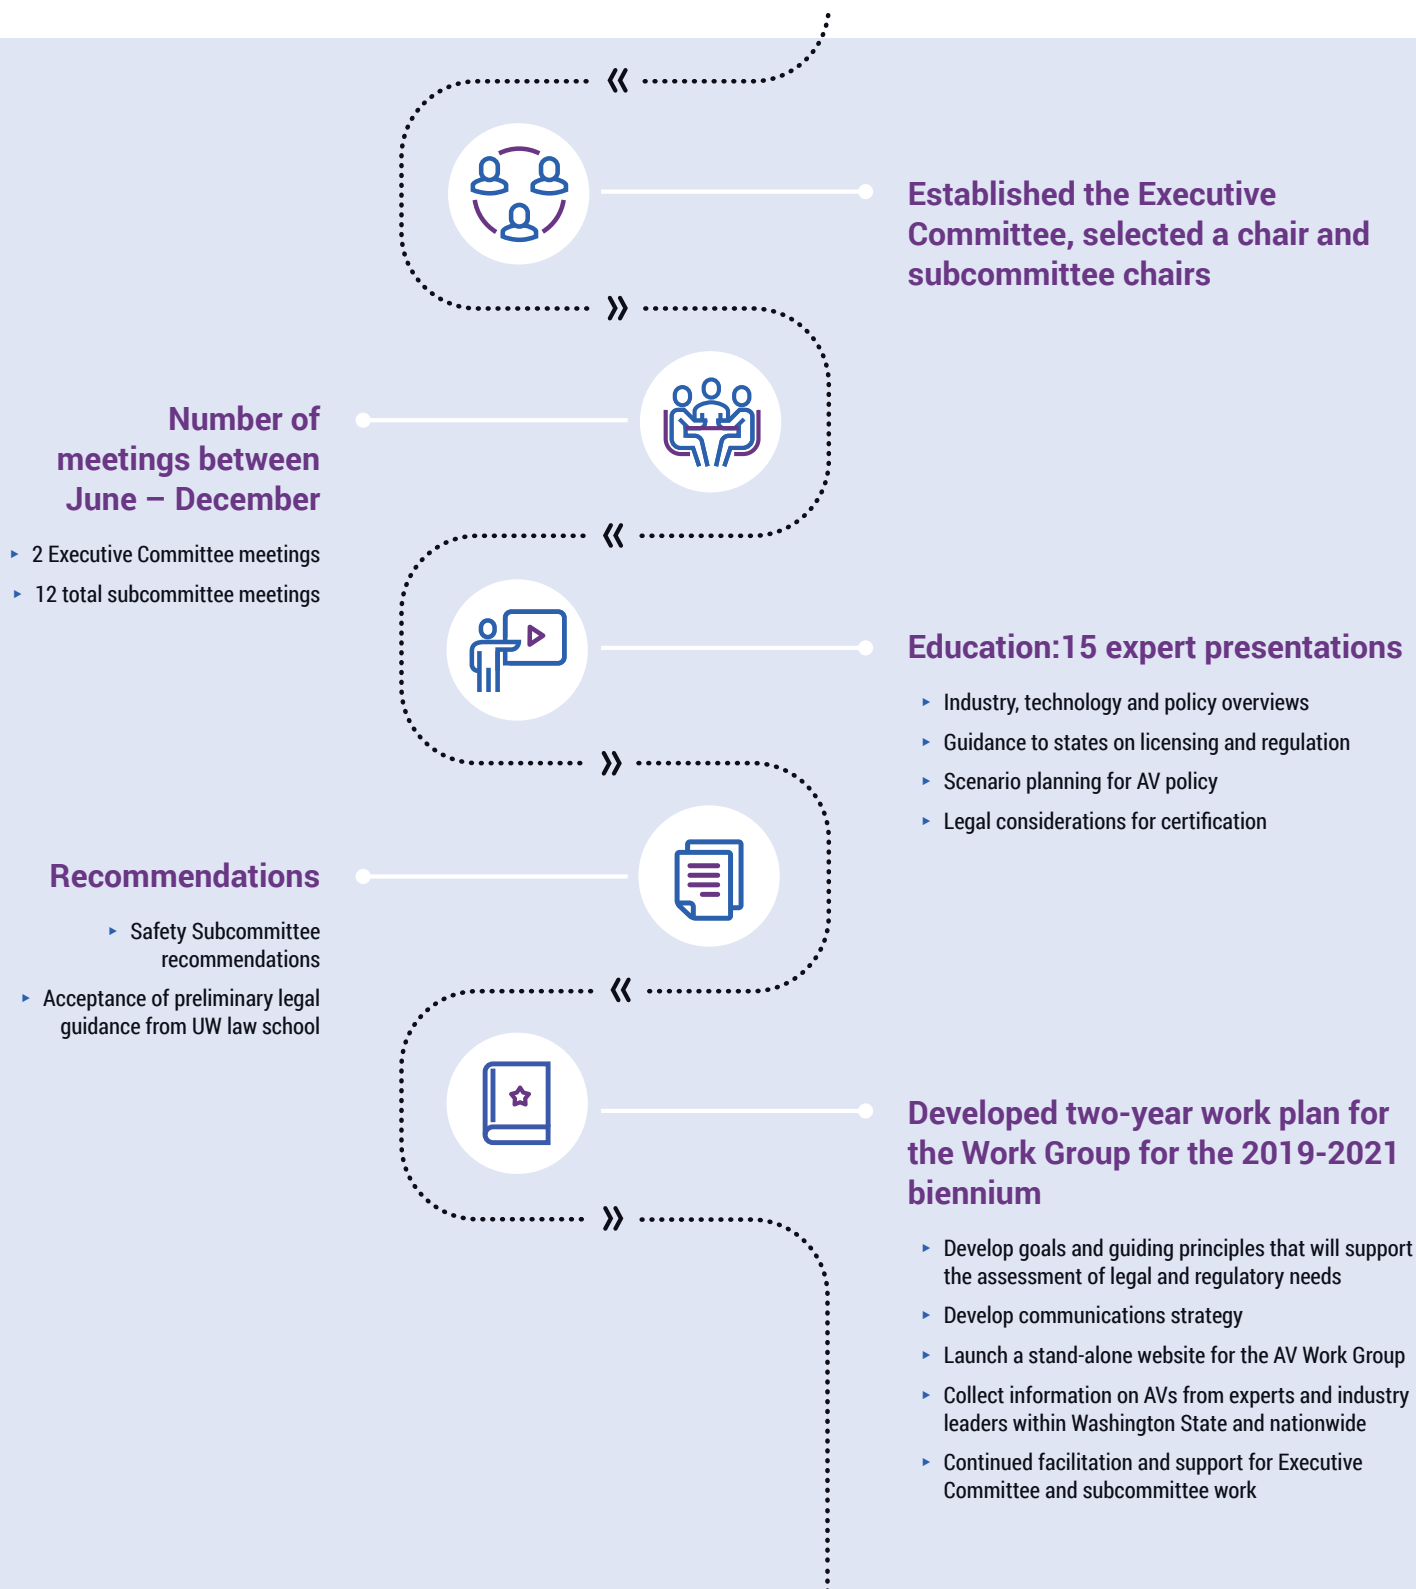 Established the Executive
Committee, selected a chair and
subcommittee chairs
Number of
meetings between
June – December
▸ 2 Executive Committee meetings
▸ 12 total subcommittee meetings
Education:15 expert presentations
▸ Industry, technology and policy overviews
▸ Guidance to states on licensing and regulation
▸ Scenario planning for AV policy
▸ Legal considerations for certification
Recommendations
▸ Safety Subcommittee
recommendations
▸ Acceptance of preliminary legal
guidance from UW law school
Developed two-year work plan for
the Work Group for the 2019-2021
biennium
▸ Develop goals and guiding principles that will support
the assessment of legal and regulatory needs
▸ Develop communications strategy
▸ Launch a stand-alone website for the AV Work Group
▸ Collect information on AVs from experts and industry
leaders within Washington State and nationwide
▸ Continued facilitation and support for Executive
Committee and subcommittee work